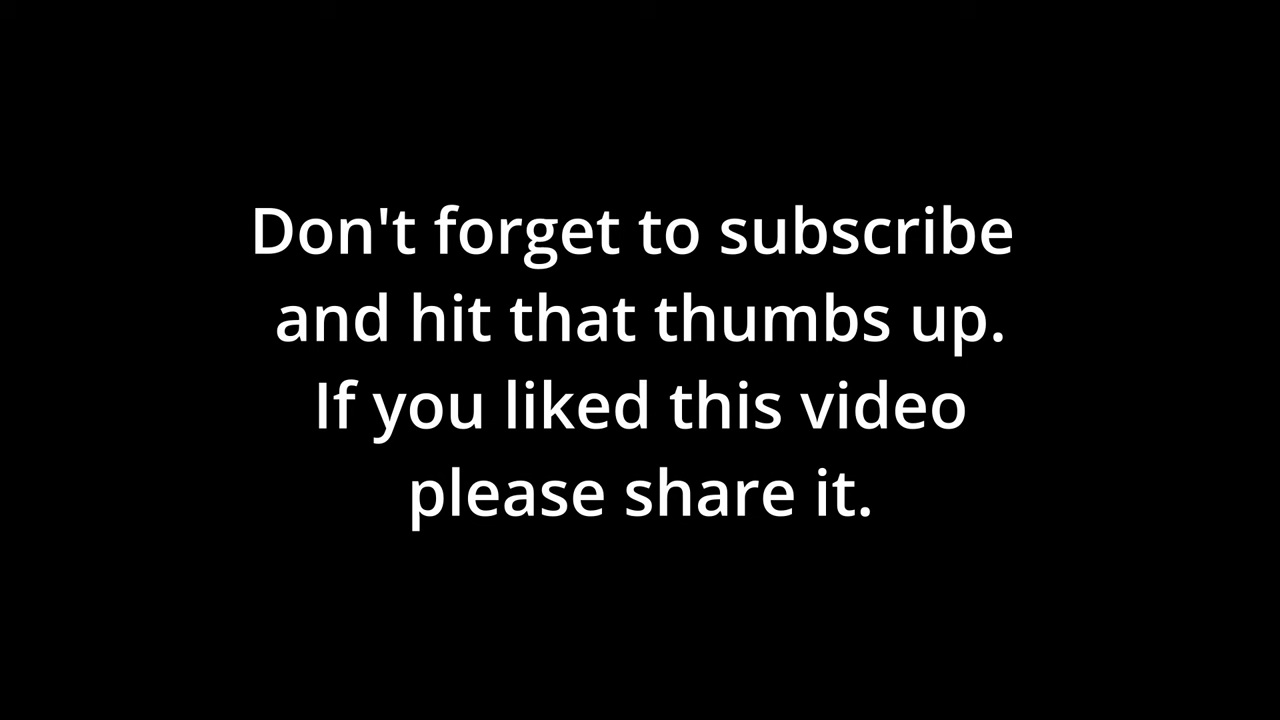 Don't forget to subscribe
and hit that thumbs up.
If you liked this video
please share it.